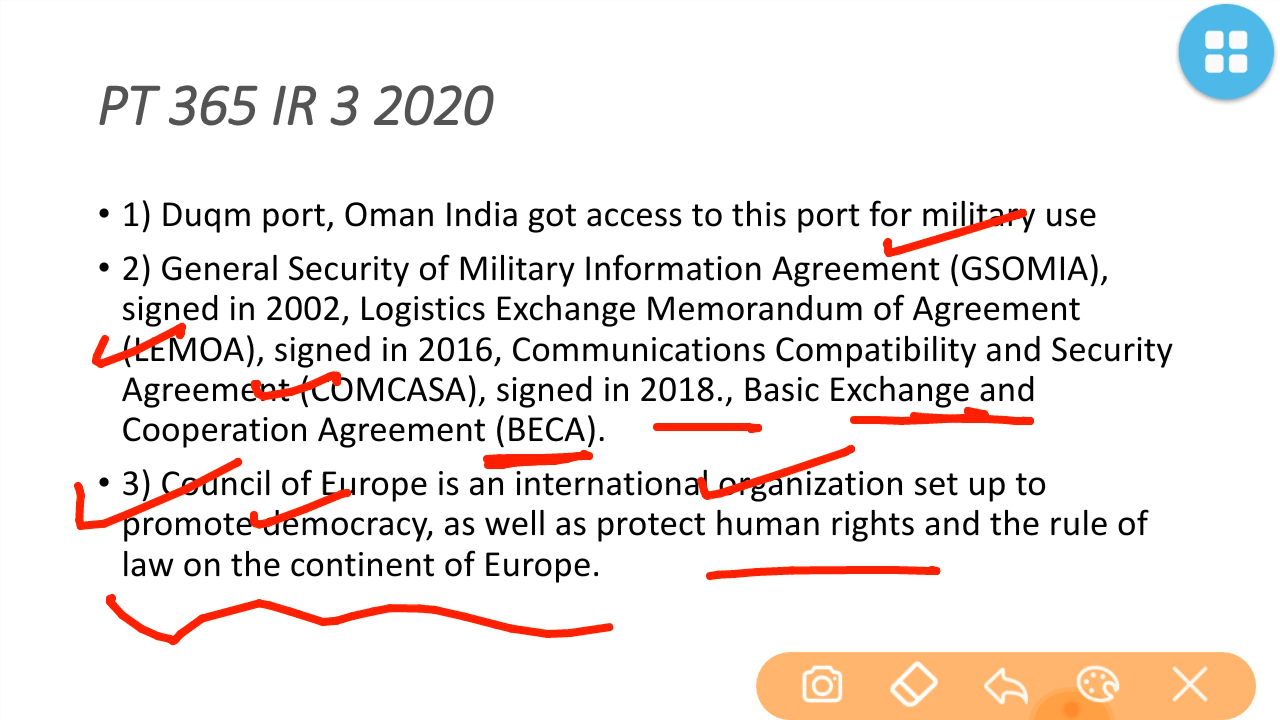 PT 365 IR 3 2020
• 1) Duqm port, Oman India got access to this port for military use
• 2) General Security of Military Information Agreement (GSOMIA),
signed in 2002, Logistics Exchange Memorandum of Agreement
(LEMOA), signed in 2016, Communications Compatibility and Security
Agreement (COMCASA), signed in 2018., Basic Exchange and
Cooperation Agreement (BECA).
• 3) Council of Europe is an international organization set up to
promote democracy, as well as protect human rights and the rule of
law on the continent of Europe.